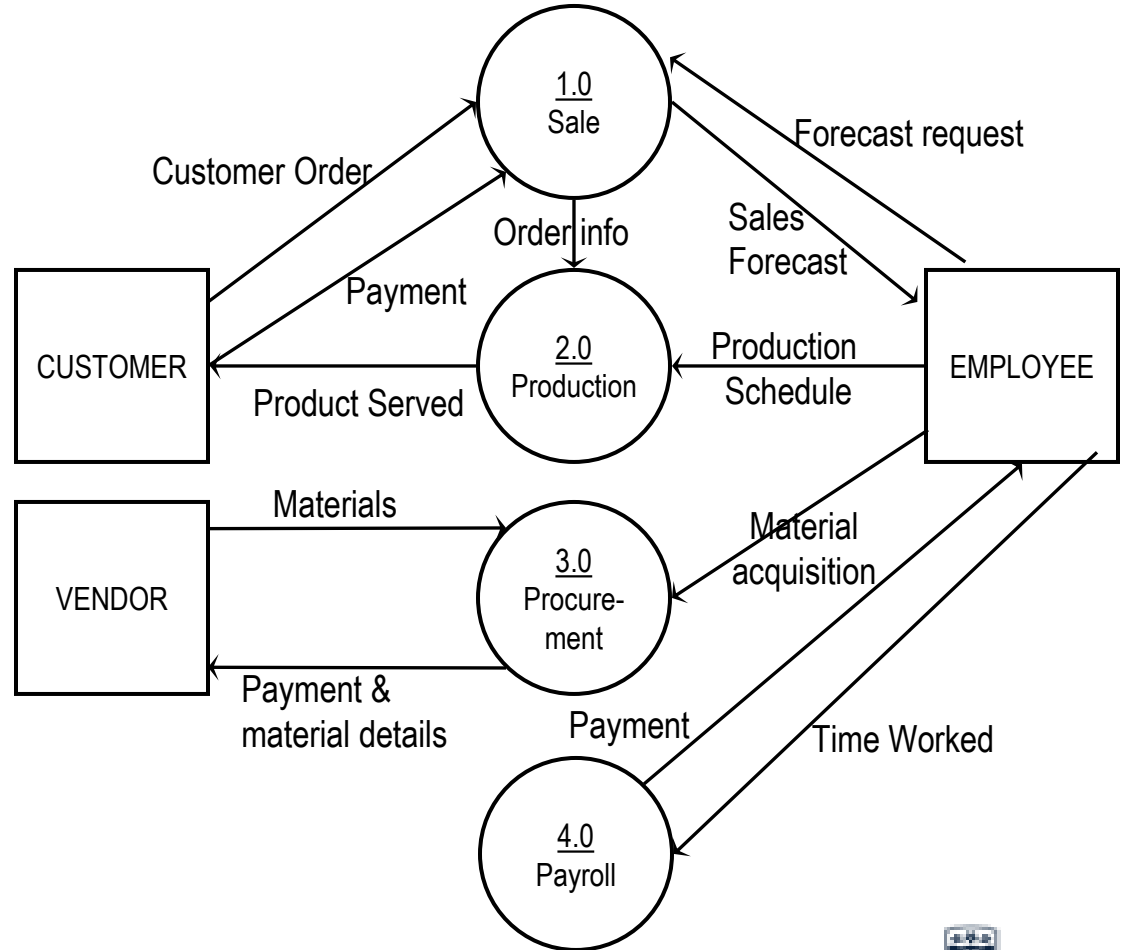 1.0
Sale
Forecast request
Customer Order
Sales
Forecast
Order info
Payment
CUSTOMER
2.0
Production
Production
Schedule
EMPLOYEE
Product Served
Materials
Material
acquisition
VENDOR
3.0
Procure-
ment
Payment &
material details
Payment
Time Worked
4.0
Payroll